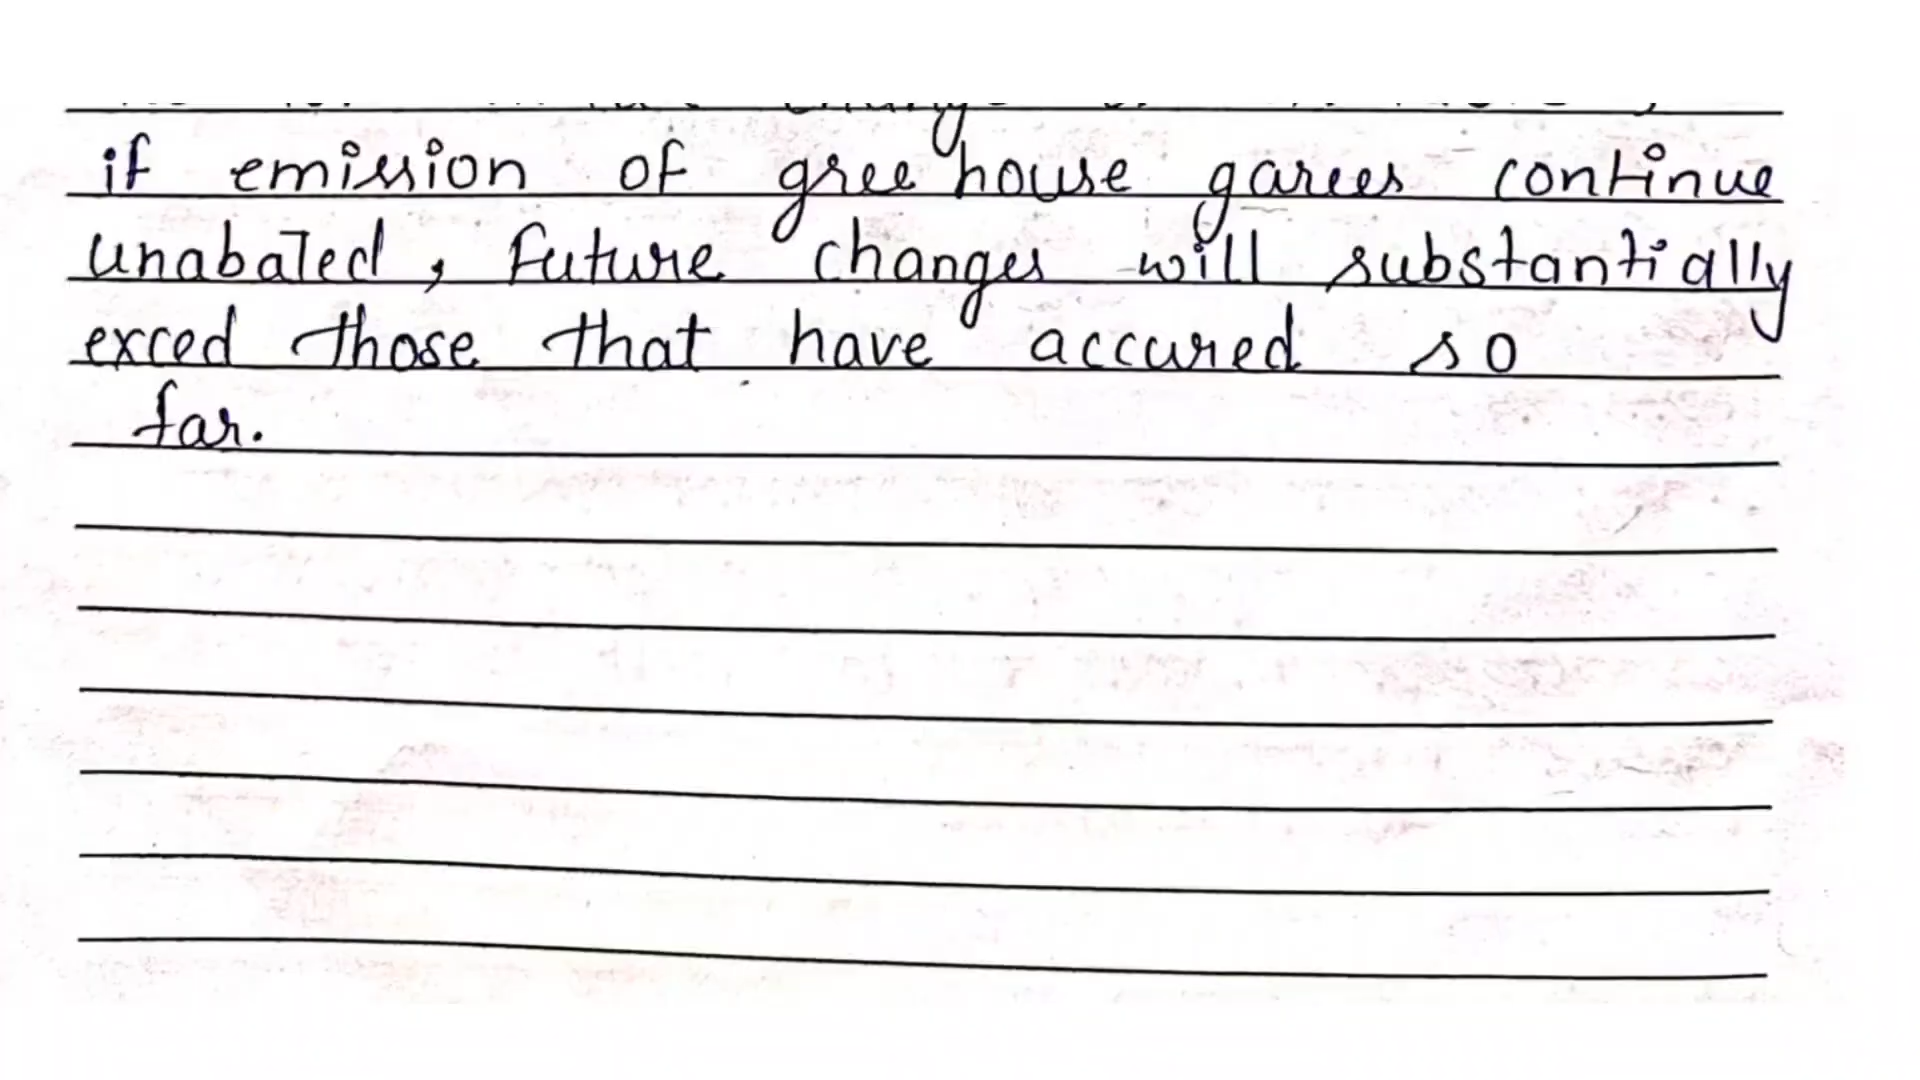 if emission of gree house garees continue
unabated, Future changes will substantially
exced those that have accured so
far.